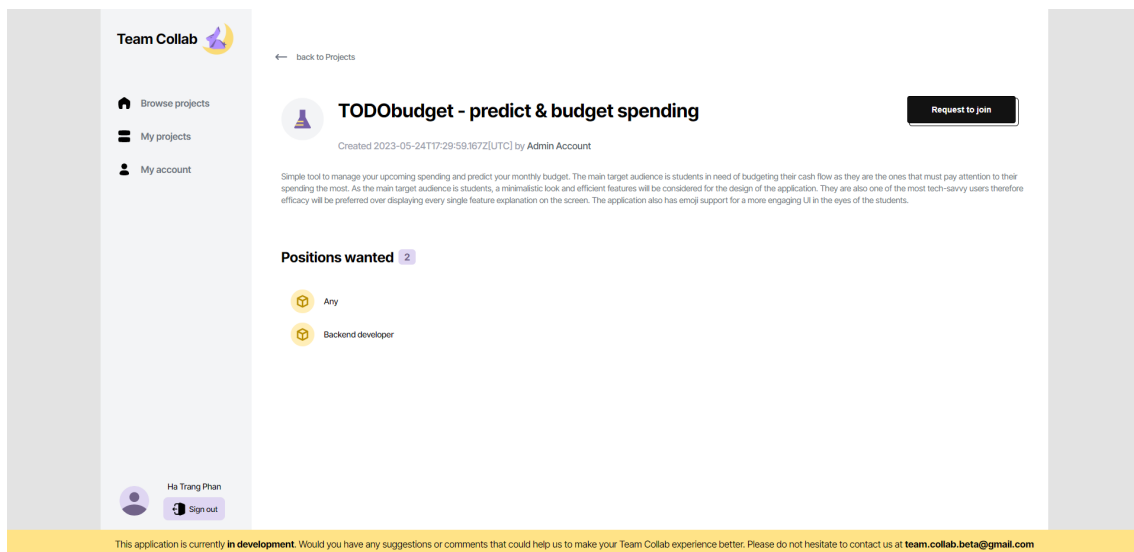 Team Collab
back to Projects
Browse projects
My projects
My account
TODObudget - predict & budget spending
Request to join
Created 2023-05-24T17:29:59.167Z[UTC] by Admin Account
Simple tool to manage your upcoming spending and predict your monthly budget. The main target audience is students in need of budgeting their cash flow as they are the ones that must pay attention to their
spending the most. As the main target audience is students, a minimalistic look and efficient features will be considered for the design of the application. They are also one of the most tech-savvy users therefore
efficacy will be preferred over displaying every single feature explanation on the screen. The application also has emoji support for a more engaging UI in the eyes of the students.
Positions wanted 2
Any
Backend developer
Ha Trang Phan
Sign out
This application is currently in development. Would you have any suggestions or comments that could help us to make your Team Collab experience better. Please do not hesitate to contact us at team.collab.beta@gmail.com